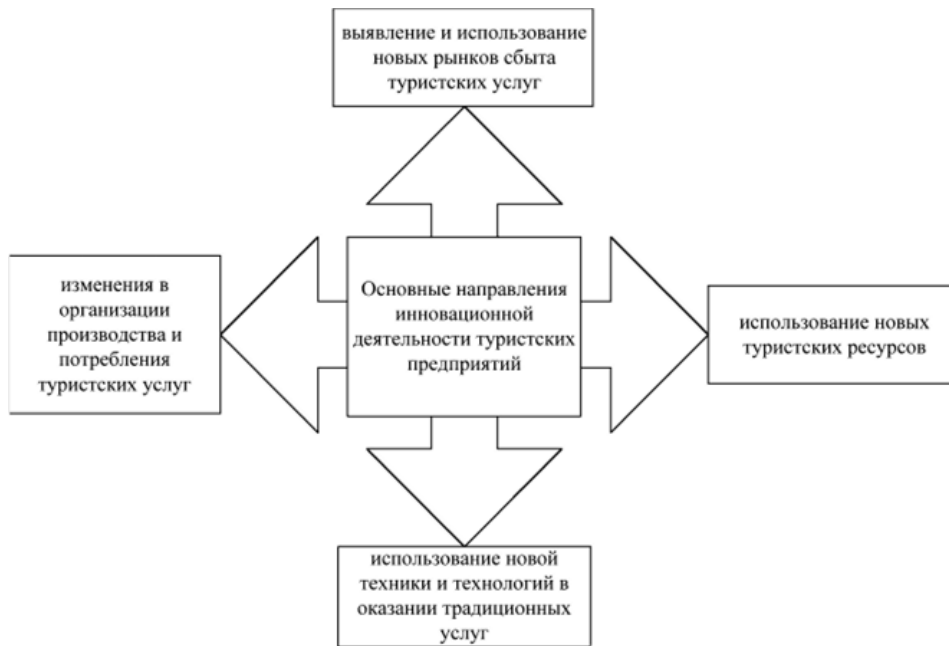 выявление и использование
новых рынков сбыта
туристских услуг
изменения в
организации
производства и
потребления
туристских услуг
Основные направления
инновационной
деятельности туристских
предприятий
использование новых
туристских ресурсов
использование новой
техники и технологий в
оказании традиционных
услуг